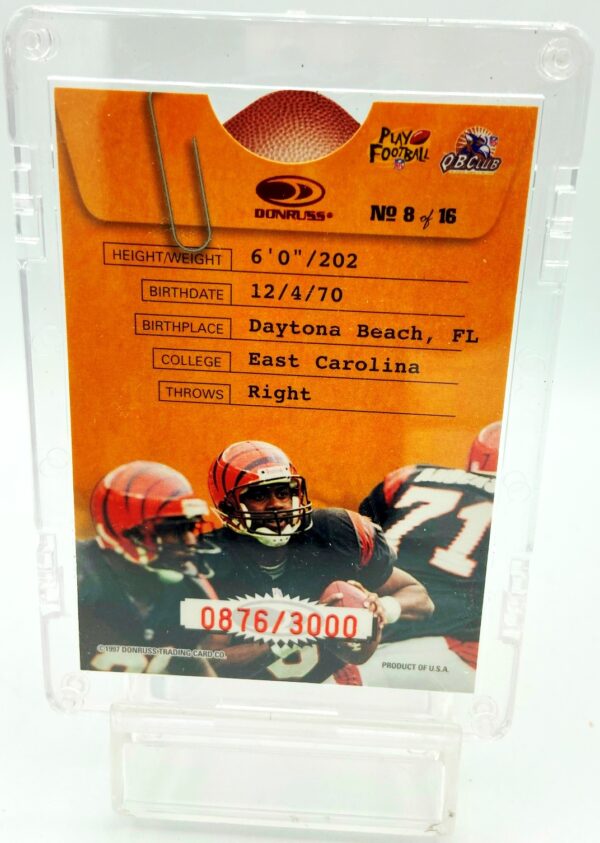 PLAY
FOOTBALL
QB CLUB
DONRUSS®
Nº 8 of 16
HEIGHT/WEIGHT 6'0"/202
BIRTHDATE 12/4/70
BIRTHPLACE Daytona Beach, FL
COLLEGE East Carolina
THROWS Right
71
0876/3000
© 1997 DONRUSS TRADING CARD CO.
PRODUCT OF U.S.A.